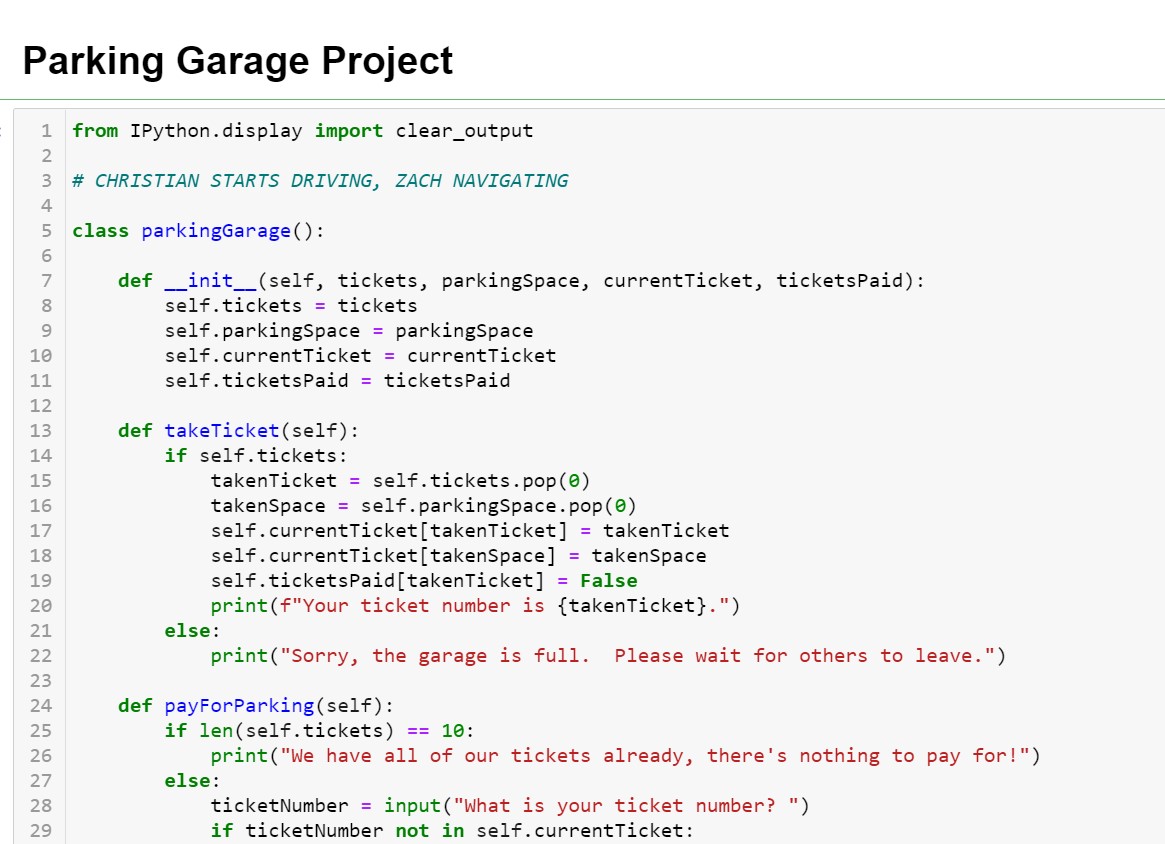 Parking Garage Project
1 from IPython.display import clear_output
2
3 # CHRISTIAN STARTS DRIVING, ZACH NAVIGATING
4
5 class parkingGarage():
6
7     def __init__(self, tickets, parkingSpace, currentTicket, ticketsPaid):
8         self.tickets = tickets
9         self.parkingSpace = parkingSpace
10         self.currentTicket = currentTicket
11         self.ticketsPaid = ticketsPaid
12
13     def takeTicket(self):
14         if self.tickets:
15             takenTicket = self.tickets.pop(0)
16             takenSpace = self.parkingSpace.pop(0)
17             self.currentTicket[takenTicket] = takenTicket
18             self.currentTicket[takenSpace] = takenSpace
19             self.ticketsPaid[takenTicket] = False
20             print(f"Your ticket number is {takenTicket}.")
21         else:
22             print("Sorry, the garage is full.  Please wait for others to leave.")
23
24     def payForParking(self):
25         if len(self.tickets) == 10:
26             print("We have all of our tickets already, there's nothing to pay for!")
27         else:
28             ticketNumber = input("What is your ticket number? ")
29             if ticketNumber not in self.currentTicket: